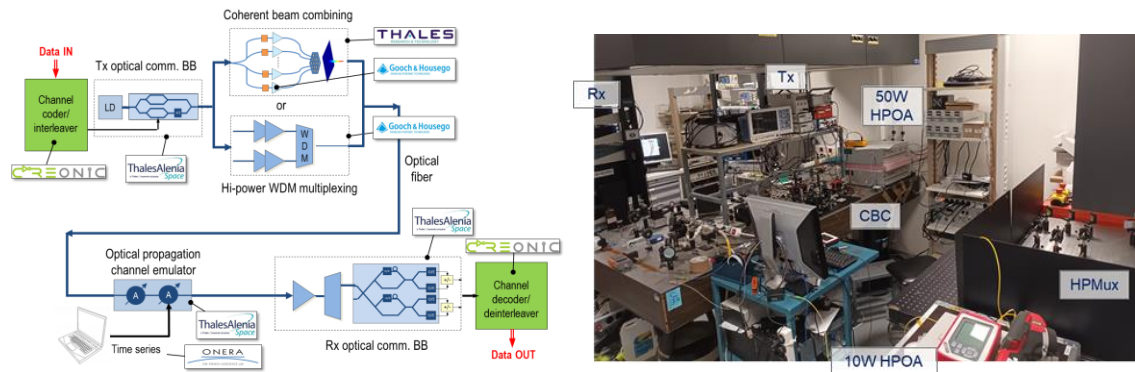 Coherent beam combining
THALES
Data IN
Tx optical comm. BB
Gooch & Housego
Channel
coder/
interleaver
LD
or
CREONIC
ThalesAlenia
Space
WDM
Gooch & Housego
Hi-power WDM multiplexing
Optical
fiber
ThalesAlenia
Space
CREONIC
Optical propagation
channel emulator
A
A
Channel
decoder/
deinterleaver
ThalesAlenia
Space
Time series
ONERA
Rx optical comm. BB
Data OUT
Rx
Tx
50W
HPOA
CBC
HPMux
10W HPOA